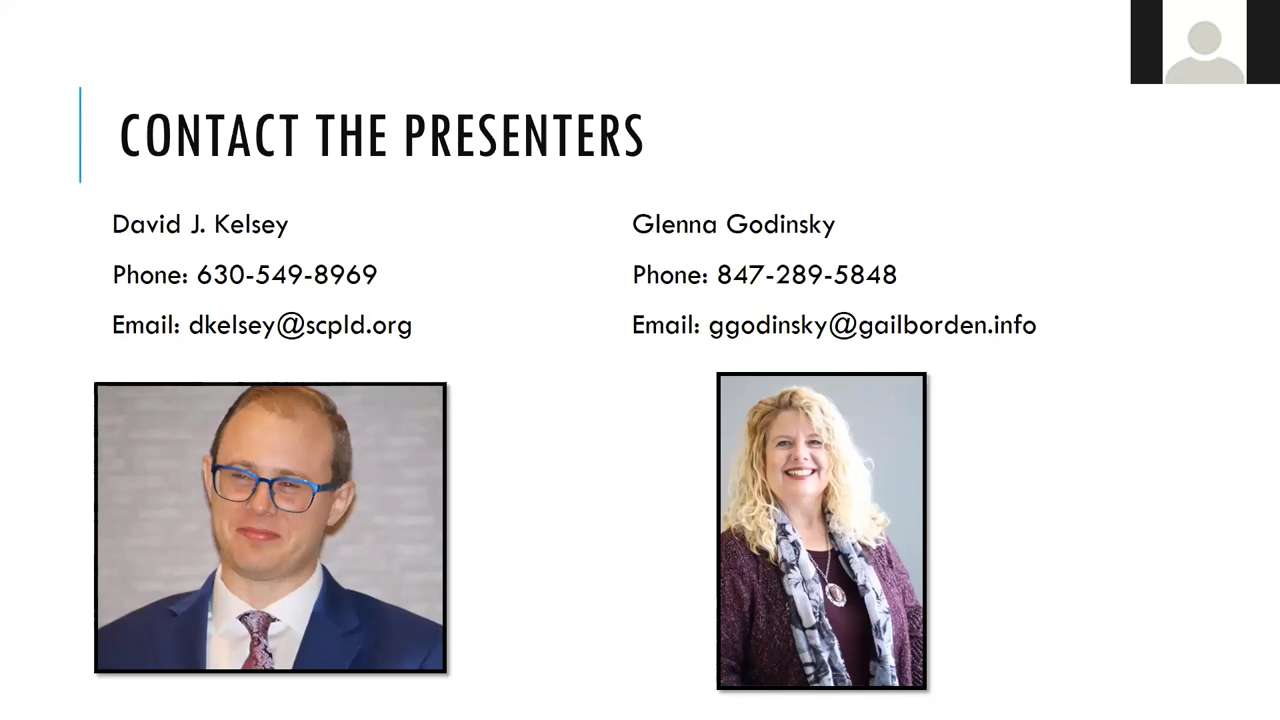 CONTACT THE PRESENTERS
David J. Kelsey
Phone: 630-549-8969
Email: dkelsey@scpld.org
Glenna Godinsky
Phone: 847-289-5848
Email: ggodinsky@gailborden.info